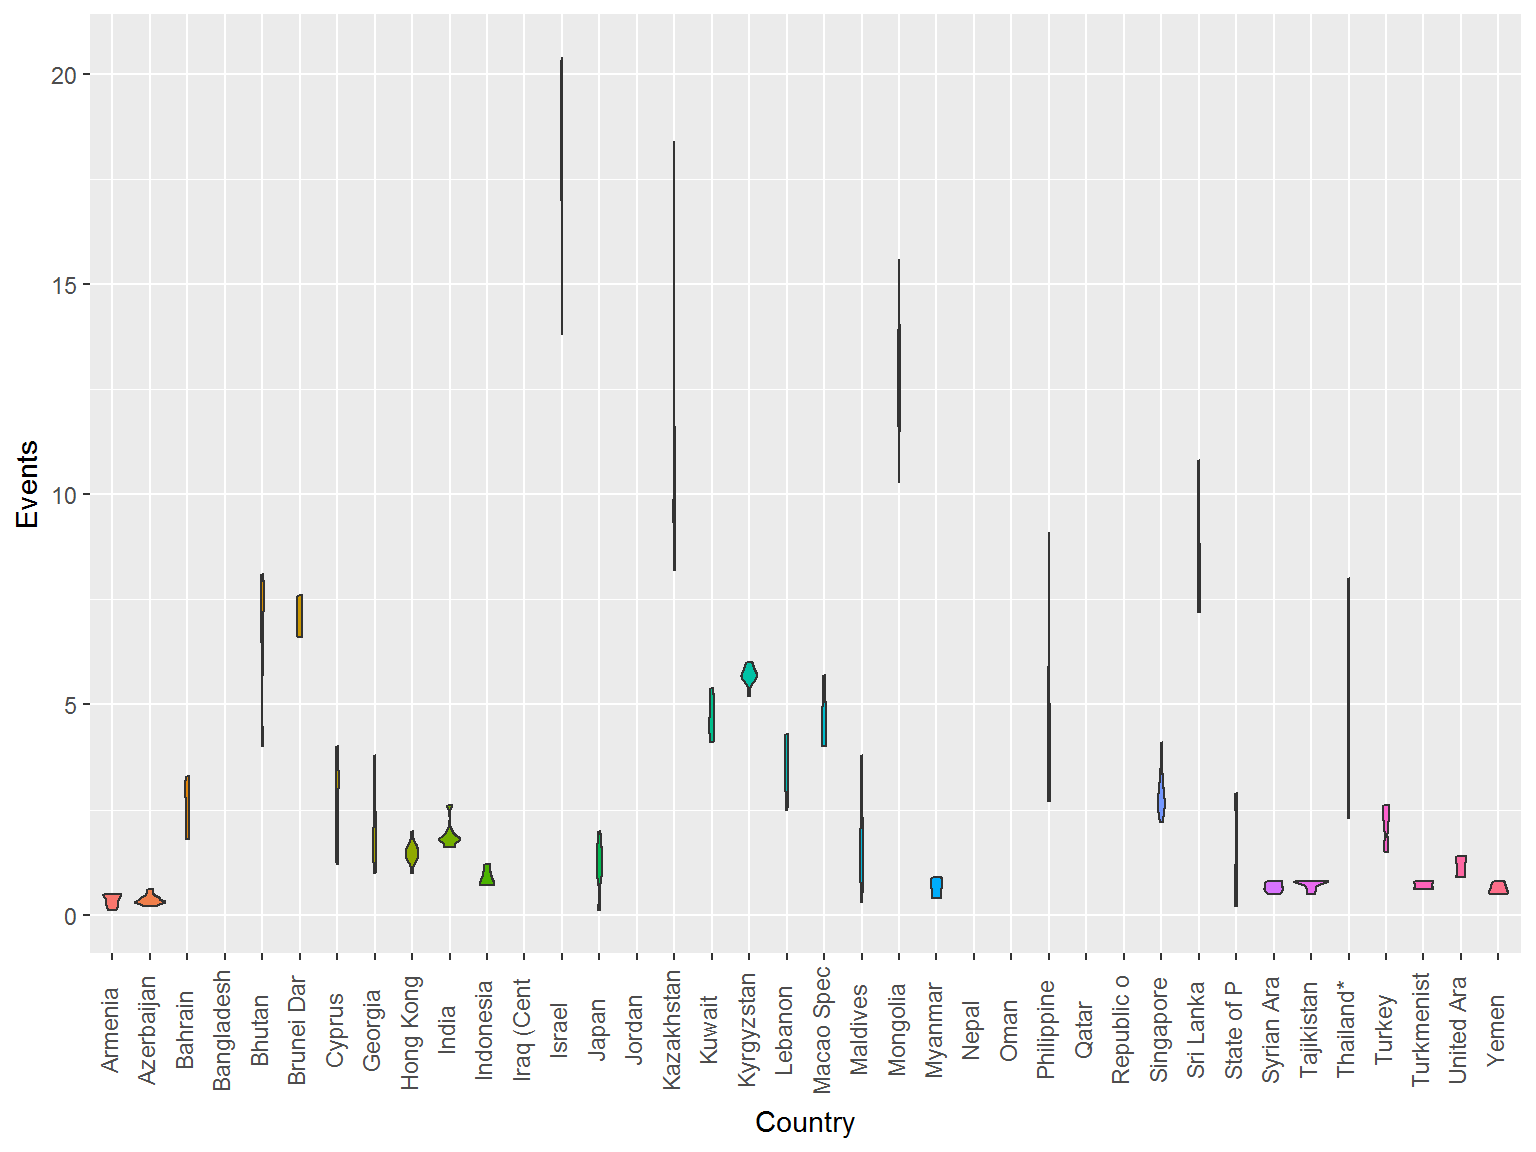 Events
20
15
10
5
0
Armenia
Azerbaijan
Bahrain
Bangladesh
Bhutan
Brunei Dar
Cyprus
Georgia
Hong Kong
India
Indonesia
Iraq (Cent
Israel
Japan
Jordan
Kazakhstan
Kuwait
Kyrgyzstan
Lebanon
Macao Spec
Maldives
Mongolia
Myanmar
Nepal
Oman
Philippine
Qatar
Republic o
Singapore
Sri Lanka
State of P
Syrian Ara
Tajikistan
Thailand*
Turkey
Turkmenist
United Ara
Yemen
Country